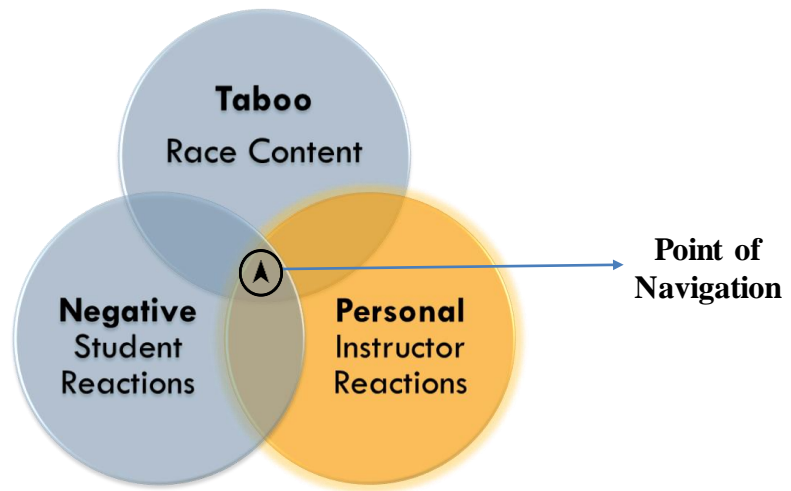 Taboo
Race Content
Negative
Student
Reactions
Personal
Instructor
Reactions
Point of
Navigation